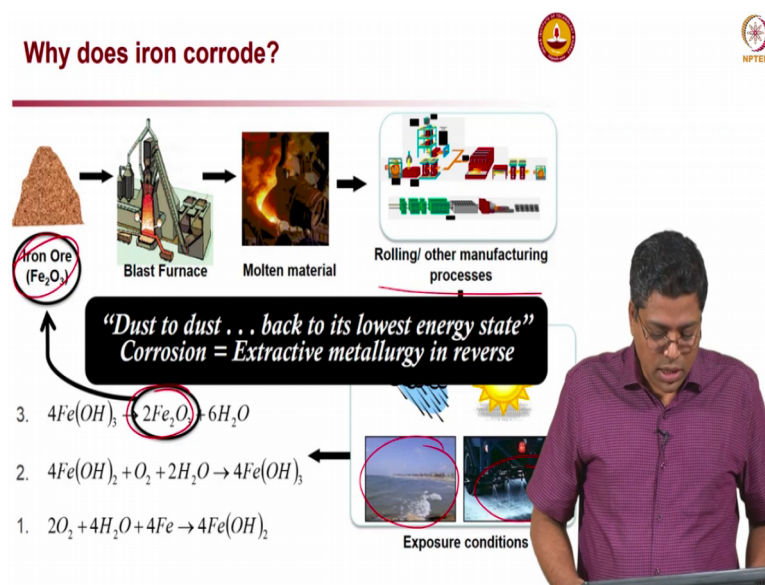 Why does iron corrode?
NPTEL
Iron Ore
(Fe₂O₃)
Blast Furnace
Molten material
Rolling/ other manufacturing
processes
“Dust to dust . . . back to its lowest energy state”
Corrosion = Extractive metallurgy in reverse
3. 4Fe(OH)₃ → 2Fe₂O₃ + 6H₂O
2. 4Fe(OH)₂ + O₂ + 2H₂O → 4Fe(OH)₃
1. 2O₂ + 4H₂O + 4Fe → 4Fe(OH)₂
Exposure conditions